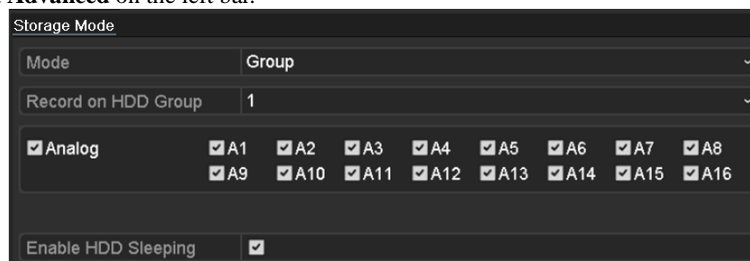 Advanced on the left bar.
Storage Mode
Mode Group
Record on HDD Group 1
Analog A1 A2 A3 A4 A5 A6 A7 A8
A9 A10 A11 A12 A13 A14 A15 A16
Enable HDD Sleeping